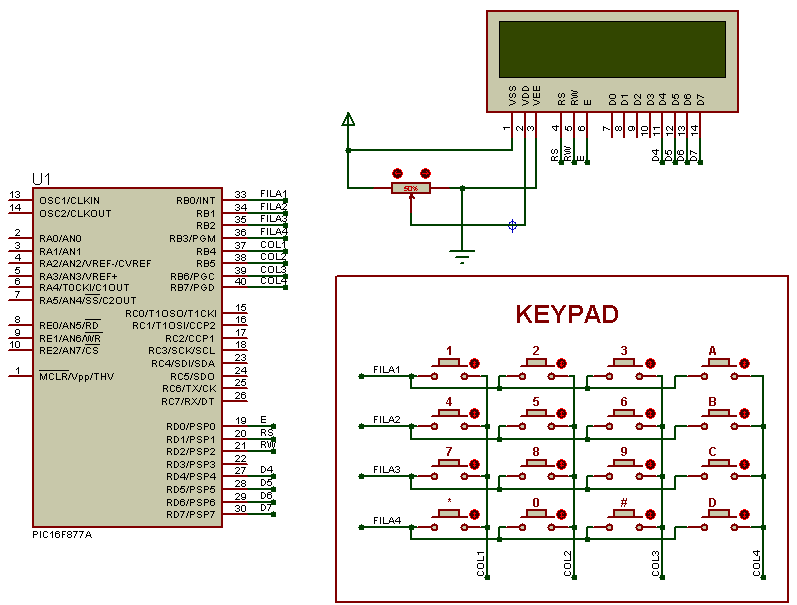 U1
13 OSC1/CLKIN RB0/INT 33 FILA1
14 OSC2/CLKOUT RB1 34 FILA2
RB2 35 FILA3
2 RA0/AN0 RB3/PGM 36 FILA4
3 RA1/AN1 RB4 37 COL1
4 RA2/AN2/VREF-/CVREF RB5 38 COL2
5 RA3/AN3/VREF+ RB6/PGC 39 COL3
6 RA4/T0CKI/C1OUT RB7/PGD 40 COL4
7 RA5/AN4/SS/C2OUT
RC0/T1OSO/T1CKI 15
8 RE0/AN5/RD RC1/T1OSI/CCP2 16
9 RE1/AN6/WR RC2/CCP1 17
10 RE2/AN7/CS RC3/SCK/SCL 18
RC4/SDI/SDA 23
1 MCLR/Vpp/THV RC5/SDO 24
RC6/TX/CK 25
RC7/RX/DT 26
RD0/PSP0 19 E
RD1/PSP1 20 RS
RD2/PSP2 21 RW
RD3/PSP3 22
RD4/PSP4 27 D4
RD5/PSP5 28 D5
RD6/PSP6 29 D6
RD7/PSP7 30 D7
PIC16F877A
VSS VDD VEE RS RW E D0 D1 D2 D3 D4 D5 D6 D7
1 2 3 4 5 6 7 8 9 10 11 12 13 14
RS RW E D4 D5 D6 D7
50%
KEYPAD
1 2 3 A
FILA1
4 5 6 B
FILA2
7 8 9 C
FILA3
* 0 # D
FILA4
COL1 COL2 COL3 COL4